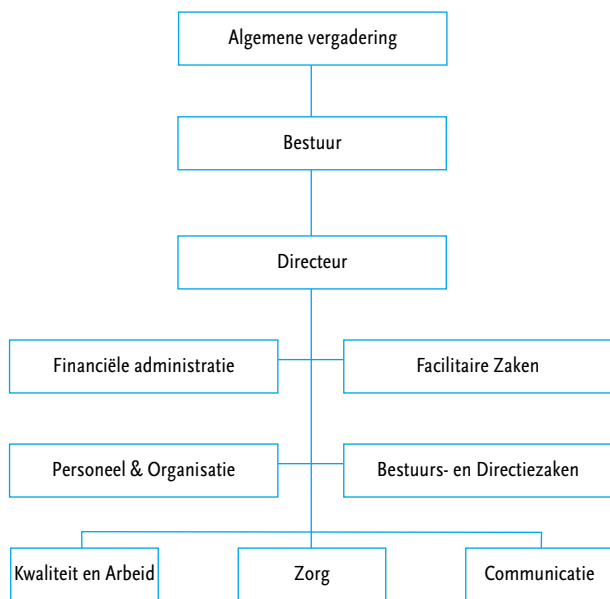 Algemene vergadering
Bestuur
Directeur
Financiële administratie
Facilitaire Zaken
Personeel & Organisatie
Bestuurs- en Directiezaken
Kwaliteit en Arbeid
Zorg
Communicatie